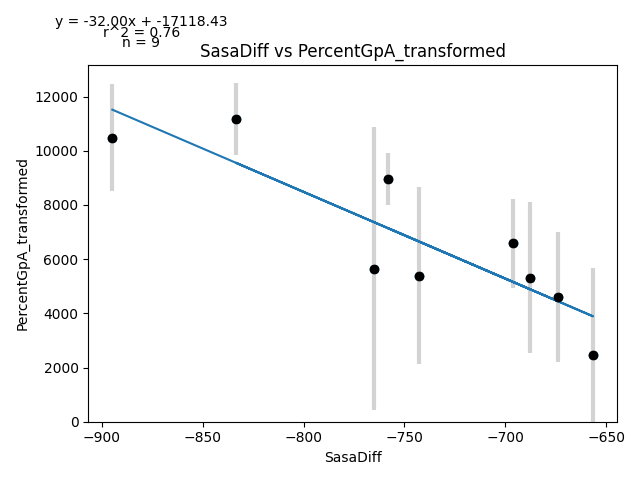 y = -32.00x + -17118.43
r^2 = 0.76
n = 9
SasaDiff vs PercentGpA_transformed
12000
10000
8000
6000
4000
2000
0
PercentGpA_transformed
−900
−850
−800
−750
−700
−650
SasaDiff